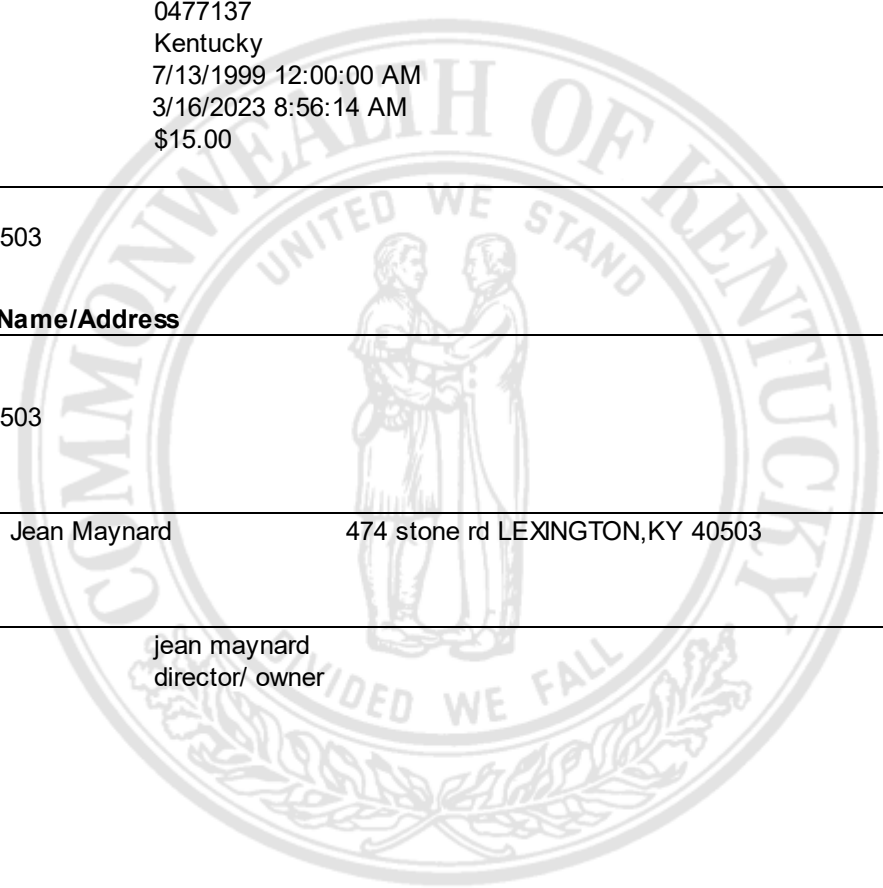 0477137
Kentucky
7/13/1999 12:00:00 AM
3/16/2023 8:56:14 AM
$15.00
COMMONWEALTH OF KENTUCKY
UNITED WE STAND
503
Name/Address
503
Jean Maynard 474 stone rd LEXINGTON,KY 40503
jean maynard
director/ owner
DIVIDED WE FALL